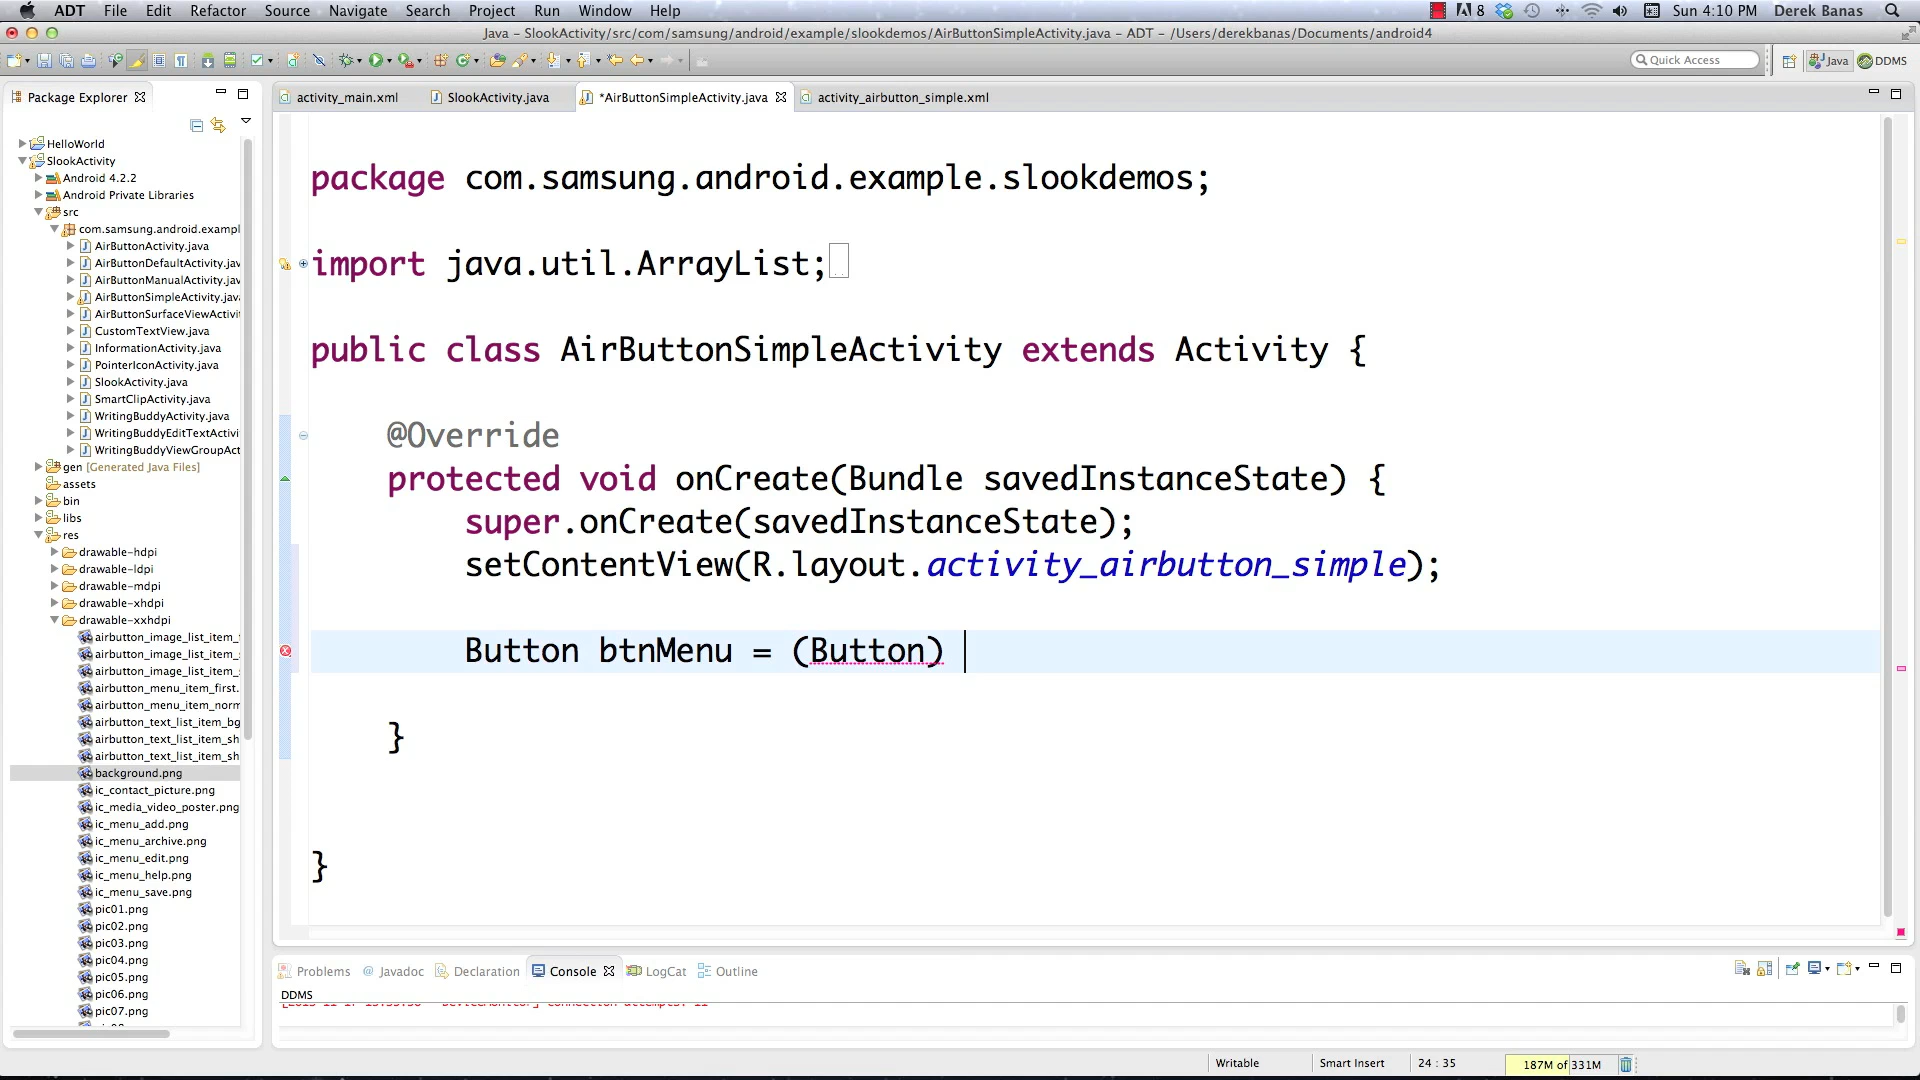 ADT File Edit Refactor Source Navigate Search Project Run Window Help 8 Sun 4:10 PM Derek Banas
Java - SlookActivity/src/com/samsung/android/example/slookdemos/AirButtonSimpleActivity.java - ADT - /Users/derekbanas/Documents/android4
Quick Access Java DDMS
Package Explorer
activity_main.xml SlookActivity.java *AirButtonSimpleActivity.java activity_airbutton_simple.xml
HelloWorld
SlookActivity
Android 4.2.2
Android Private Libraries
src
com.samsung.android.exampl
AirButtonActivity.java
AirButtonDefaultActivity.jav
AirButtonManualActivity.jav
AirButtonSimpleActivity.java
AirButtonSurfaceViewActivit
CustomTextView.java
InformationActivity.java
PointerIconActivity.java
SlookActivity.java
SmartClipActivity.java
WritingBuddyActivity.java
WritingBuddyEditTextActivi
WritingBuddyViewGroupAct
gen [Generated Java Files]
assets
bin
libs
res
drawable-hdpi
drawable-ldpi
drawable-mdpi
drawable-xhdpi
drawable-xxhdpi
airbutton_image_list_item_
airbutton_image_list_item_
airbutton_image_list_item_
airbutton_menu_item_first.
airbutton_menu_item_norm
airbutton_text_list_item_bg
airbutton_text_list_item_sh
airbutton_text_list_item_sh
background.png
ic_contact_picture.png
ic_media_video_poster.png
ic_menu_add.png
ic_menu_archive.png
ic_menu_edit.png
ic_menu_help.png
ic_menu_save.png
pic01.png
pic02.png
pic03.png
pic04.png
pic05.png
pic06.png
pic07.png
package com.samsung.android.example.slookdemos;
import java.util.ArrayList;
public class AirButtonSimpleActivity extends Activity {
@Override
protected void onCreate(Bundle savedInstanceState) {
super.onCreate(savedInstanceState);
setContentView(R.layout.activity_airbutton_simple);
Button btnMenu = (Button)
}
}
Problems @ Javadoc Declaration Console LogCat Outline
DDMS
Writable Smart Insert 24 : 35 187M of 331M